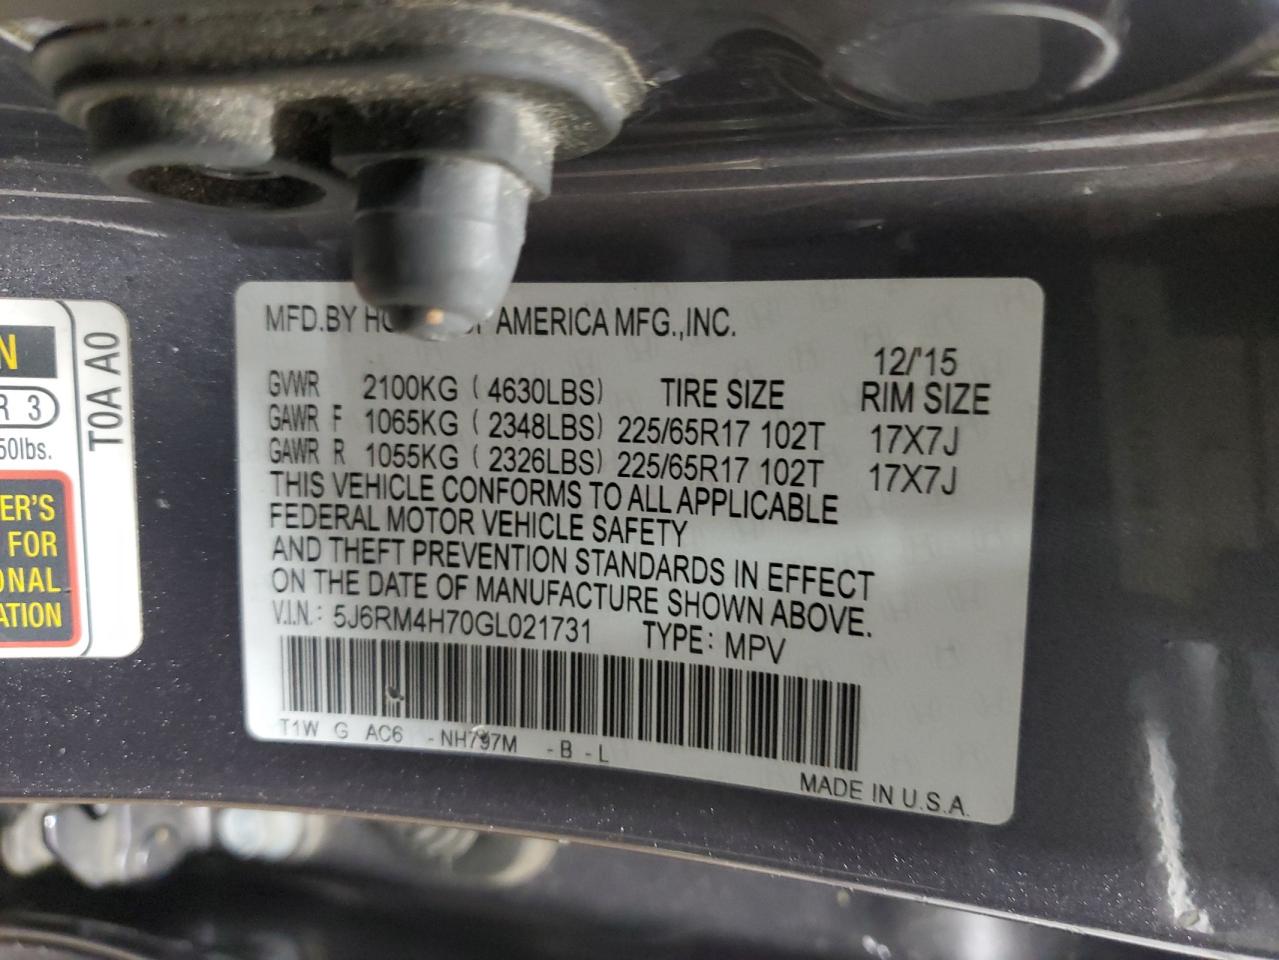 MFD.BY HO OF AMERICA MFG.,INC.
12/'15
GVWR 2100KG (4630LBS) TIRE SIZE RIM SIZE
GAWR F 1065KG (2348LBS) 225/65R17 102T 17X7J
GAWR R 1055KG (2326LBS) 225/65R17 102T 17X7J
THIS VEHICLE CONFORMS TO ALL APPLICABLE
FEDERAL MOTOR VEHICLE SAFETY
AND THEFT PREVENTION STANDARDS IN EFFECT
ON THE DATE OF MANUFACTURE SHOWN ABOVE.
V.I.N.: 5J6RM4H70GL021731 TYPE: MPV
T1W G AC6 -NH797M -B -L
MADE IN U.S.A.
T0A A0
N
R 3
50lbs.
ER'S
FOR
ONAL
ATION